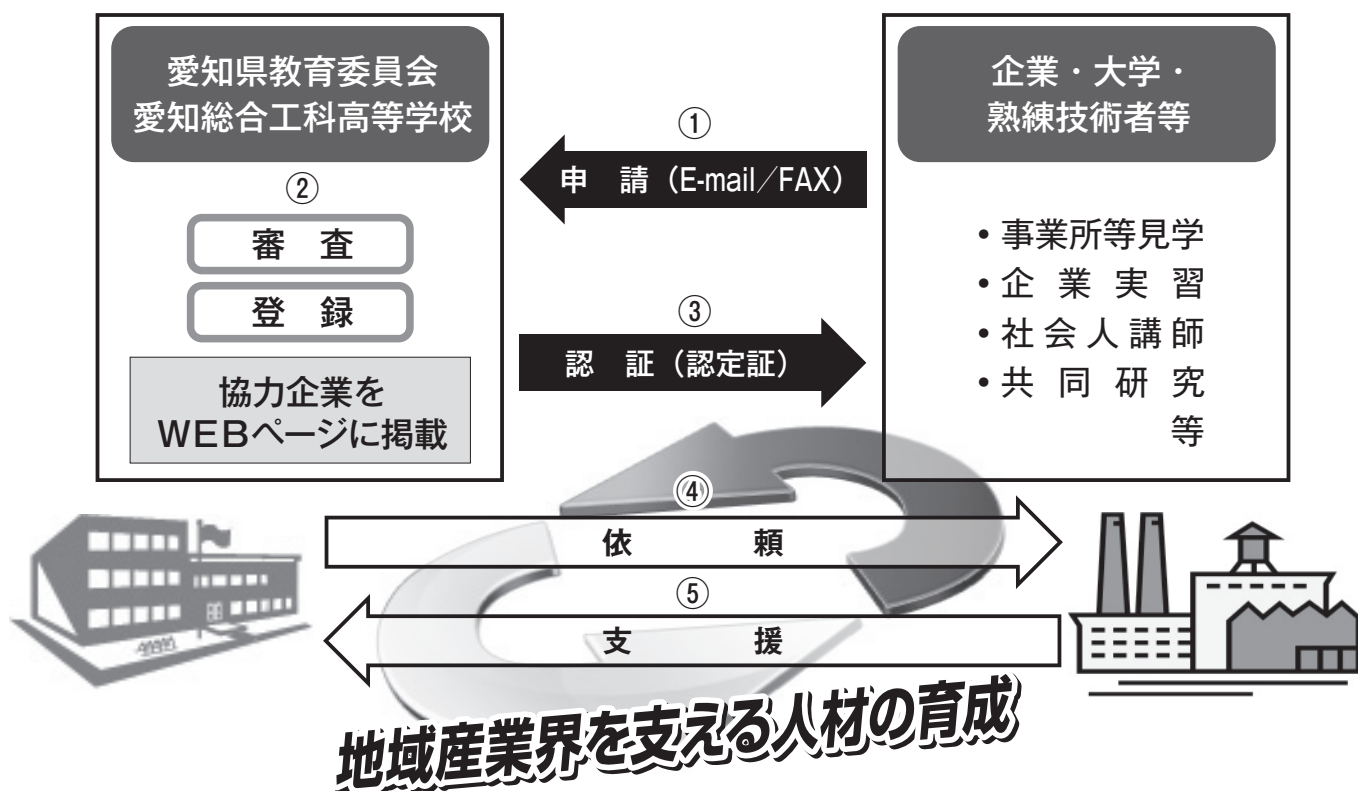 愛知県教育委員会
愛知総合工科高等学校
②
審　査
登　録
協力企業を
WEBページに掲載
①
申　請（E-mail／FAX）
③
認　証（認定証）
企業・大学・
熟練技術者等
•事業所等見学
•企業実習
•社会人講師
•共同研究
等
④
依　頼
⑤
支　援
地域産業界を支える人材の育成